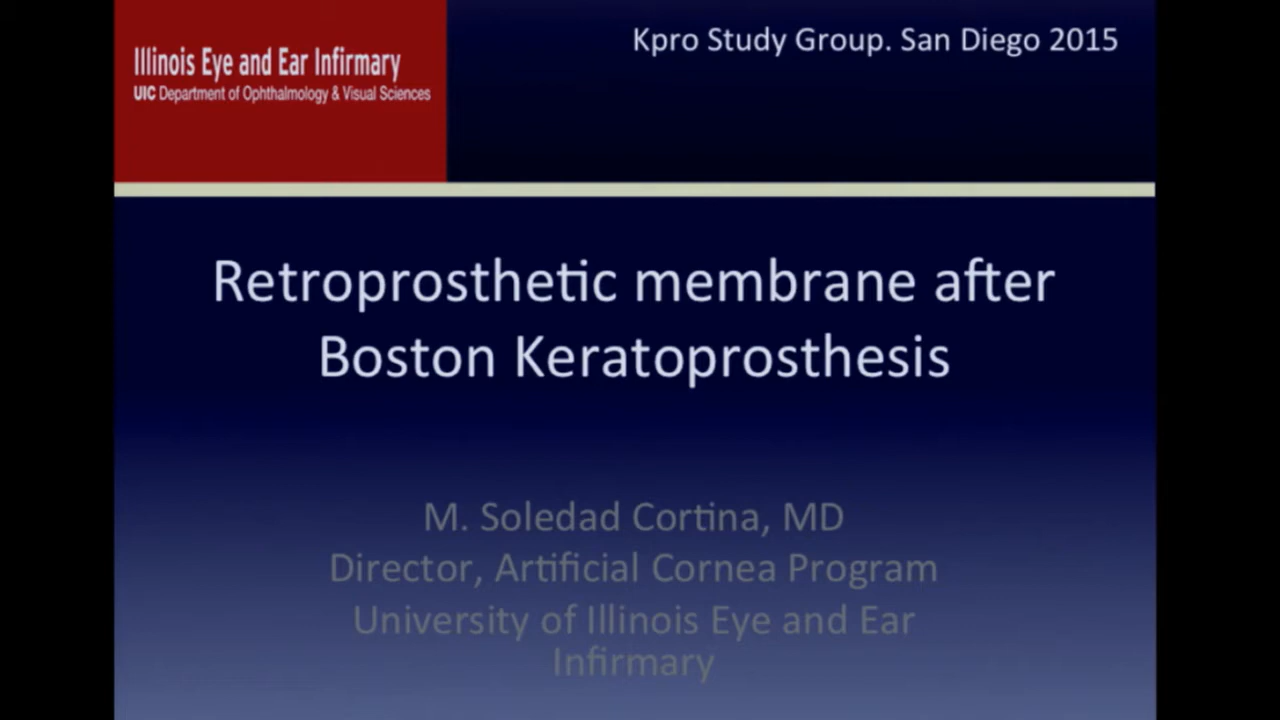 Illinois Eye and Ear Infirmary
UIC Department of Ophthalmology & Visual Sciences
Kpro Study Group. San Diego 2015
Retroprosthetic membrane after
Boston Keratoprosthesis
M. Soledad Cortina, MD
Director, Artificial Cornea Program
University of Illinois Eye and Ear
Infirmary